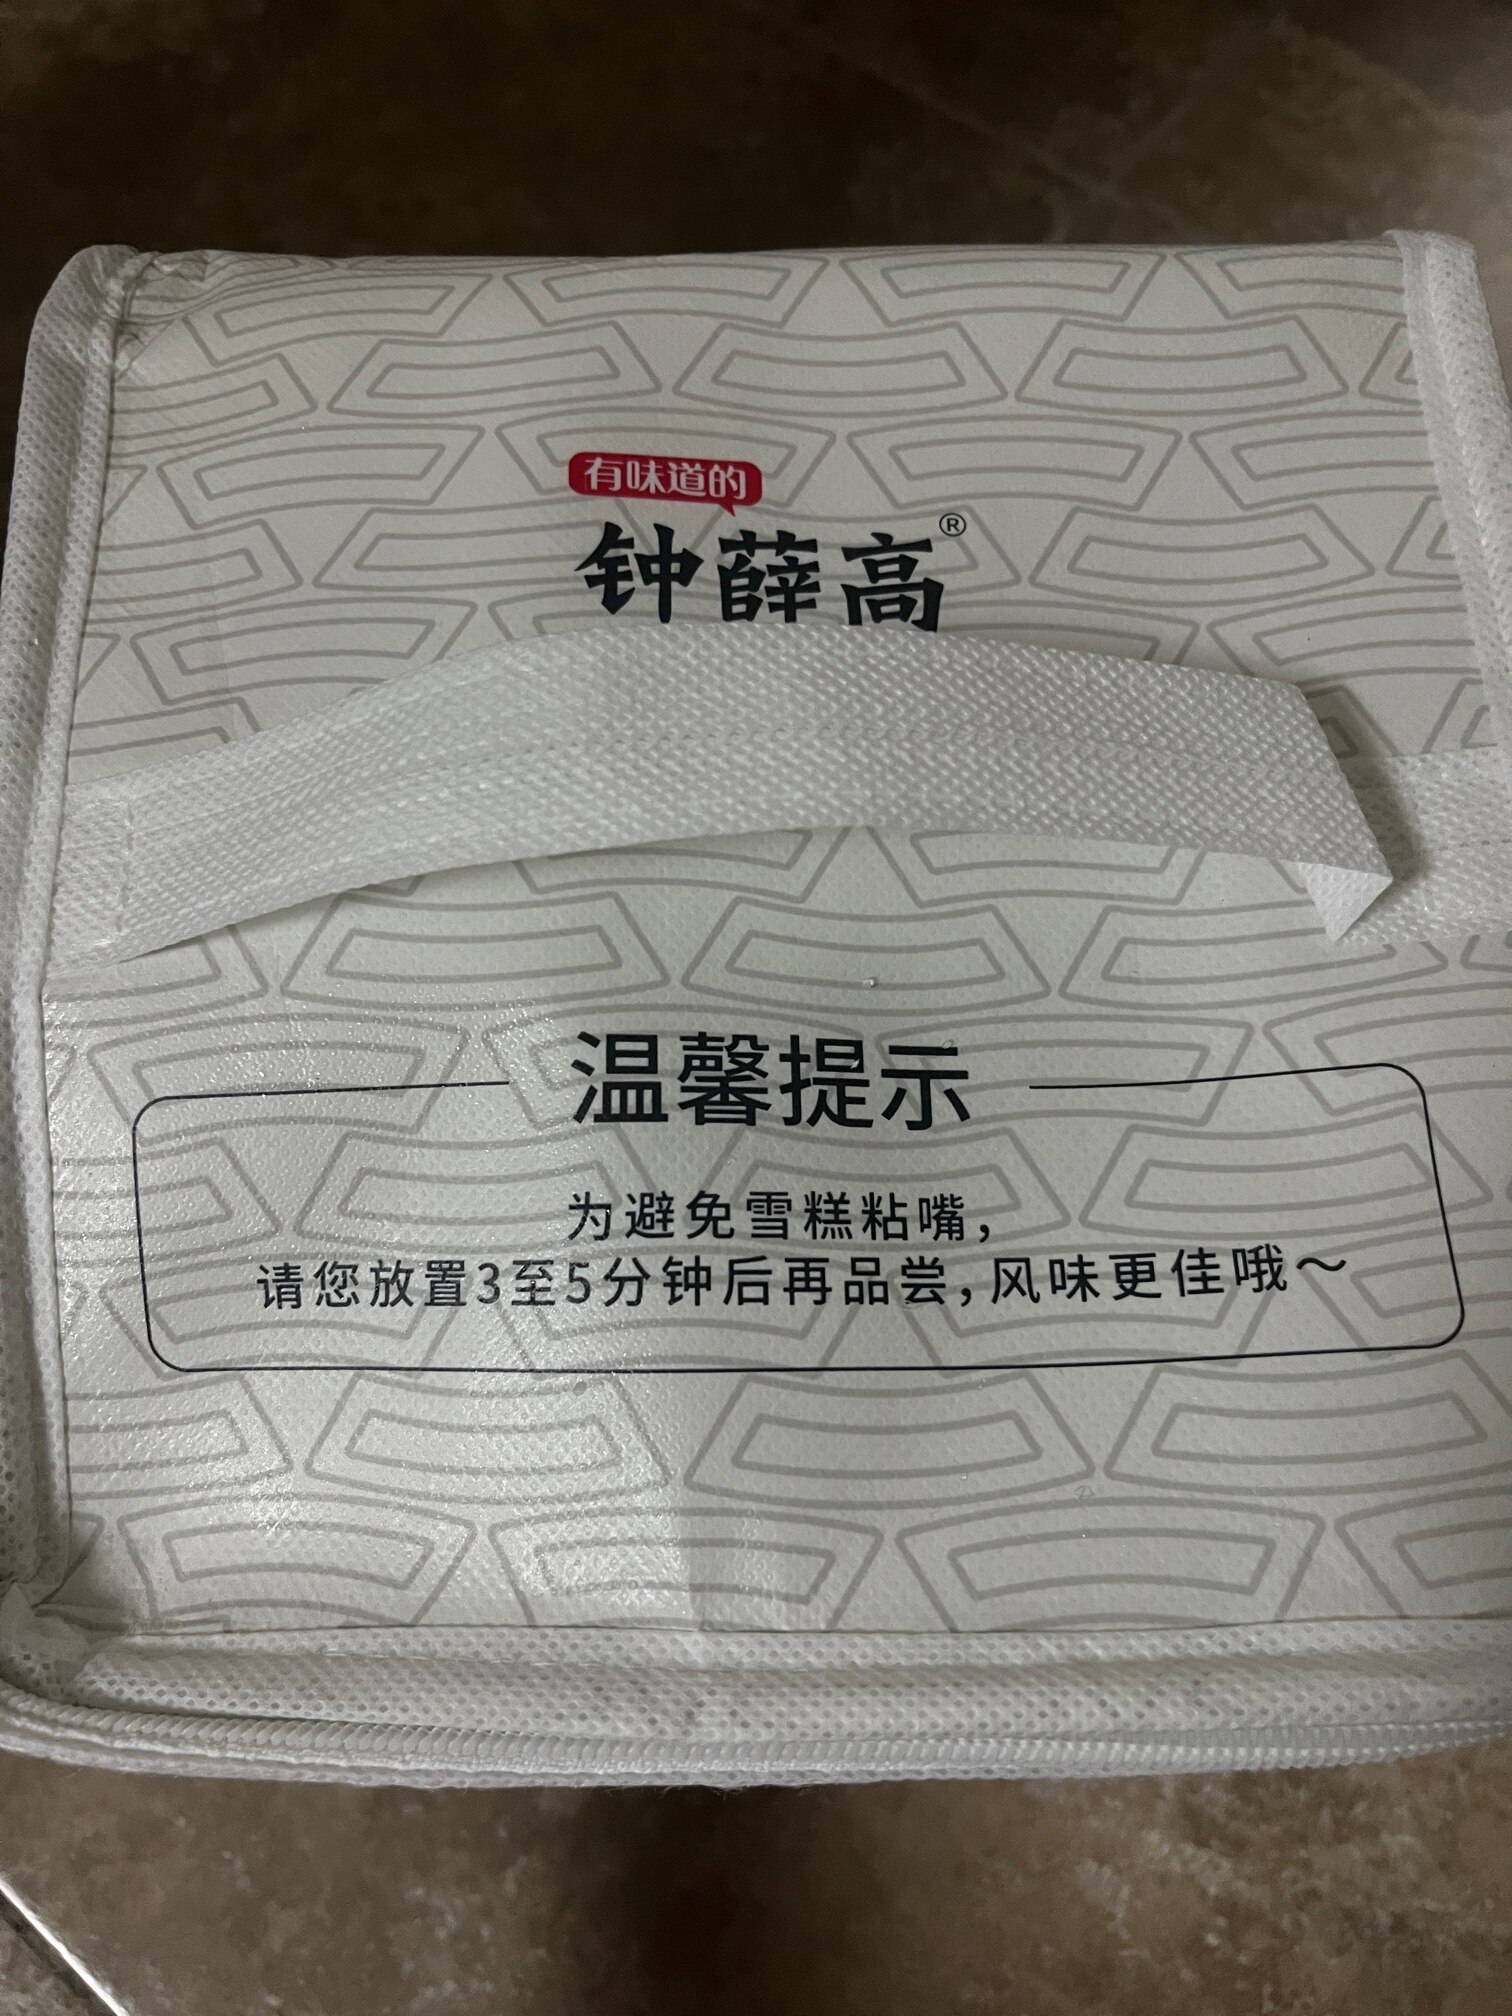 有味道的
钟薛高®
温馨提示
为避免雪糕粘嘴，
请您放置3至5分钟后再品尝，风味更佳哦～